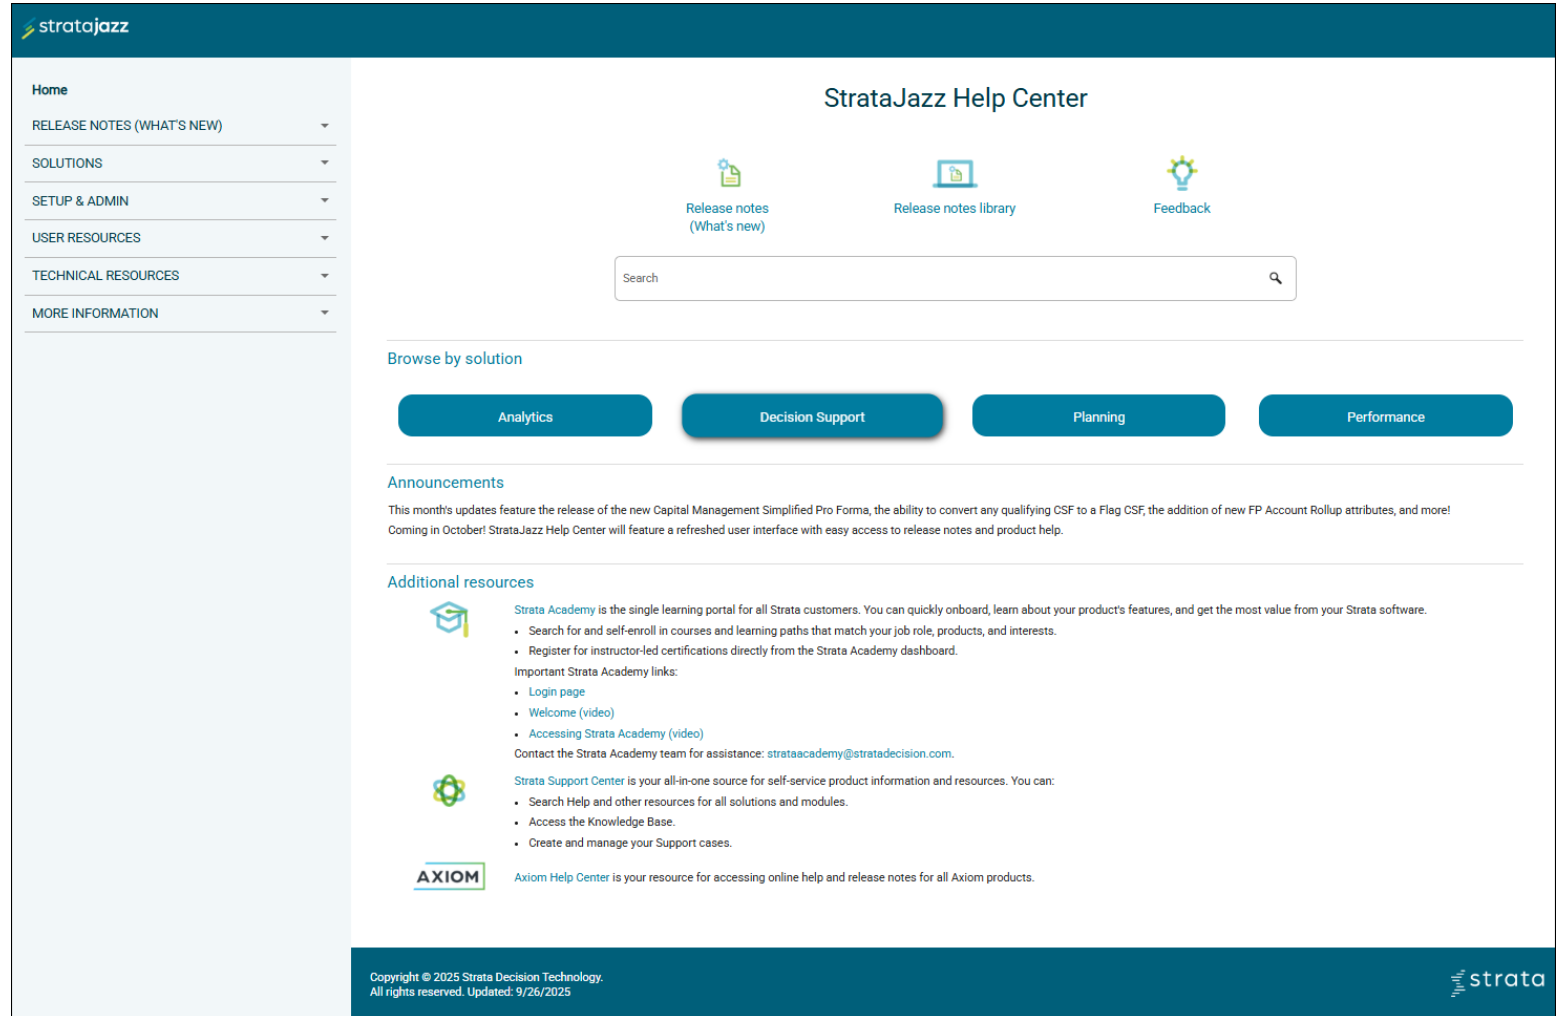 stratajazz
Home
RELEASE NOTES (WHAT'S NEW)
SOLUTIONS
SETUP & ADMIN
USER RESOURCES
TECHNICAL RESOURCES
MORE INFORMATION
StrataJazz Help Center
Release notes
(What's new)
Release notes library
Feedback
Search
Browse by solution
Analytics
Decision Support
Planning
Performance
Announcements
This month's updates feature the release of the new Capital Management Simplified Pro Forma, the ability to convert any qualifying CSF to a Flag CSF, the addition of new FP Account Rollup attributes, and more!
Coming in October! StrataJazz Help Center will feature a refreshed user interface with easy access to release notes and product help.
Additional resources
Strata Academy is the single learning portal for all Strata customers. You can quickly onboard, learn about your product's features, and get the most value from your Strata software.
• Search for and self-enroll in courses and learning paths that match your job role, products, and interests.
• Register for instructor-led certifications directly from the Strata Academy dashboard.
Important Strata Academy links:
• Login page
• Welcome (video)
• Accessing Strata Academy (video)
Contact the Strata Academy team for assistance: strataacademy@stratadecision.com.
Strata Support Center is your all-in-one source for self-service product information and resources. You can:
• Search Help and other resources for all solutions and modules.
• Access the Knowledge Base.
• Create and manage your Support cases.
AXIOM
Axiom Help Center is your resource for accessing online help and release notes for all Axiom products.
Copyright © 2025 Strata Decision Technology.
All rights reserved. Updated: 9/26/2025
strata